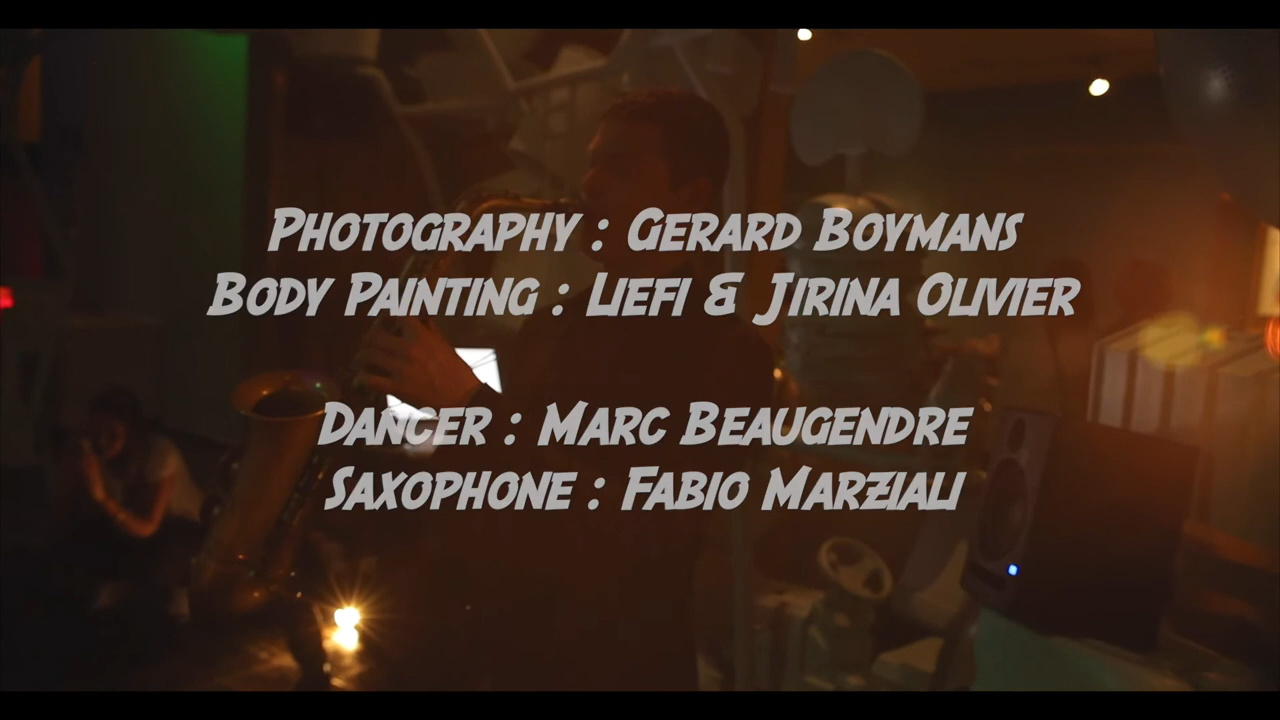 Photography : Gerard Boymans
Body Painting : Liefi & Jirina Olivier
Dancer : Marc Beaugendre
Saxophone : Fabio Marziali